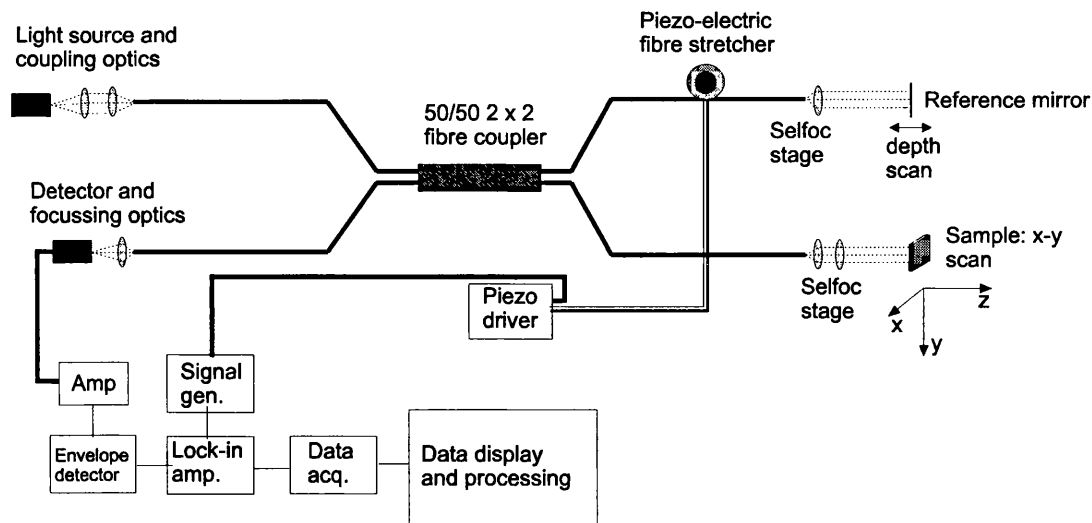 Light source and
coupling optics
Piezo-electric
fibre stretcher
50/50 2 x 2
fibre coupler
Reference mirror
Selfoc
stage
depth
scan
Detector and
focussing optics
Sample: x-y
scan
Selfoc
stage
z
x
y
Piezo
driver
Amp
Signal
gen.
Envelope
detector
Lock-in
amp.
Data
acq.
Data display
and processing